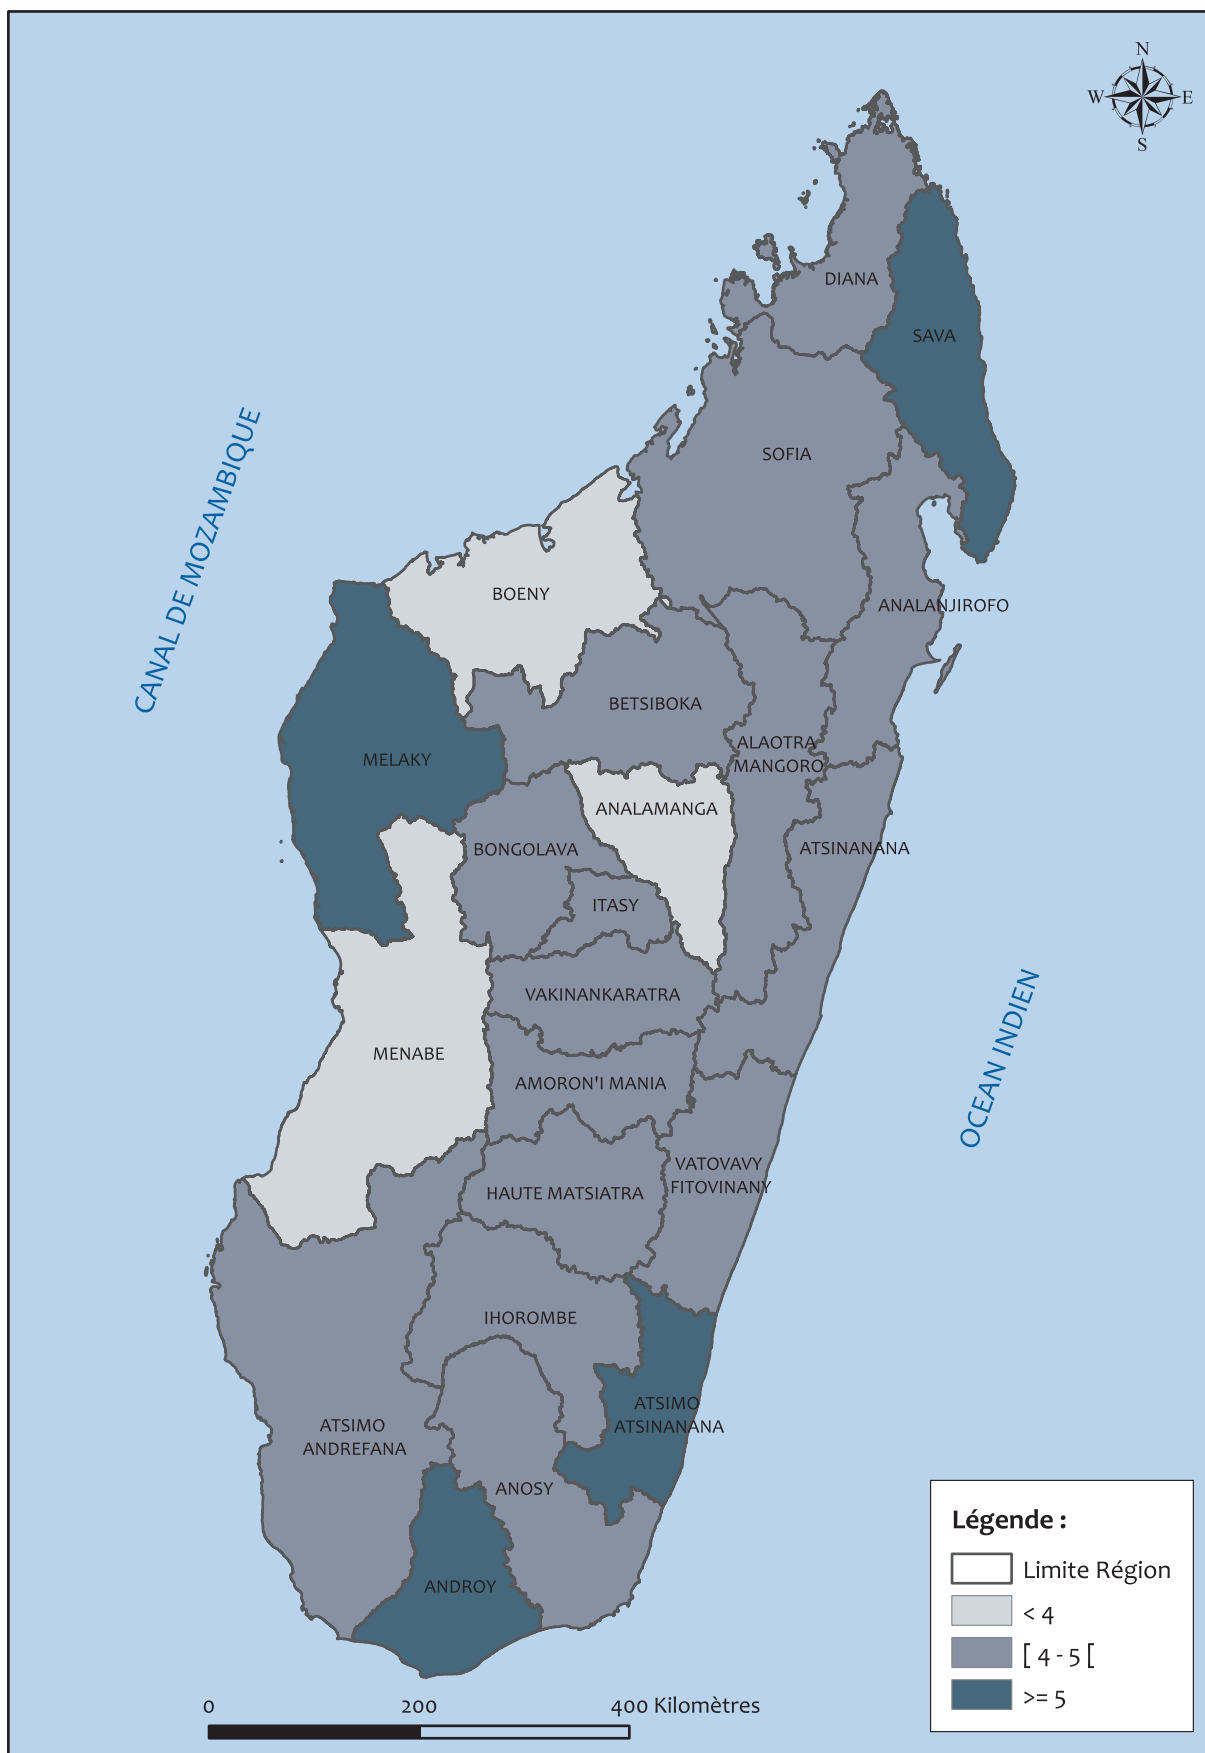 N
W E
S
DIANA
SAVA
SOFIA
CANAL DE MOZAMBIQUE
BOENY
ANALANJIROFO
BETSIBOKA
ALAOTRA
MANGORO
MELAKY
ANALAMANGA
BONGOLAVA
ATSINANANA
ITASY
VAKINANKARATRA
OCEAN INDIEN
MENABE
AMORON'I MANIA
VATOVAVY
FITOVINANY
HAUTE MATSIATRA
IHOROMBE
ATSIMO
ATSINANANA
ATSIMO
ANDREFANA
ANOSY
ANDROY
Légende :
Limite Région
< 4
[ 4 - 5 [
>= 5
0 200 400 Kilomètres